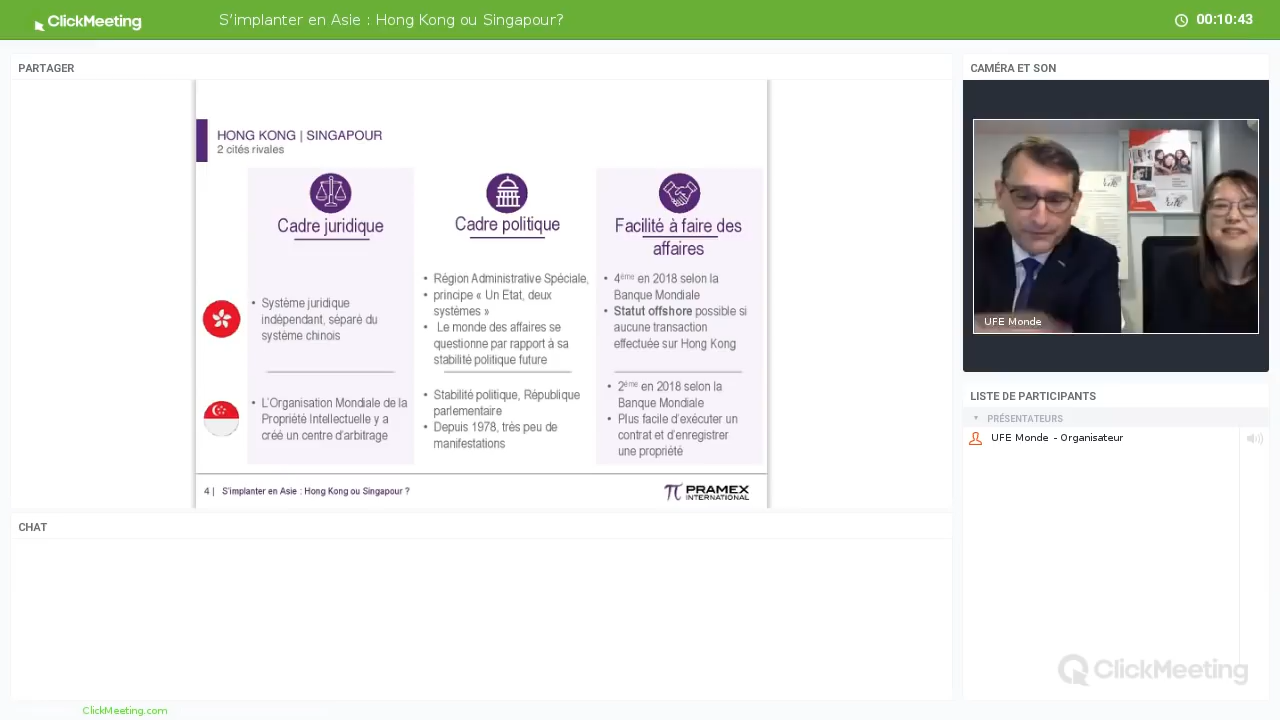 ClickMeeting
S'implanter en Asie : Hong Kong ou Singapour?
00:10:43
PARTAGER
HONG KONG | SINGAPOUR
2 cités rivales
Cadre juridique
Cadre politique
Facilité à faire des
affaires
• Système juridique
indépendant, séparé du
système chinois
• Région Administrative Spéciale,
• principe « Un Etat, deux
systèmes »
• Le monde des affaires se
questionne par rapport à sa
stabilité politique future
• 4ème en 2018 selon la
Banque Mondiale
• Statut offshore possible si
aucune transaction
effectuée sur Hong Kong
• L'Organisation Mondiale de la
Propriété Intellectuelle y a
créé un centre d'arbitrage
• Stabilité politique, République
parlementaire
• Depuis 1978, très peu de
manifestations
• 2ème en 2018 selon la
Banque Mondiale
• Plus facile d'exécuter un
contrat et d'enregistrer
une propriété
4 | S'implanter en Asie : Hong Kong ou Singapour ?
PRAMEX
INTERNATIONAL
CAMÉRA ET SON
UFE Monde
LISTE DE PARTICIPANTS
PRÉSENTATEURS
UFE Monde - Organisateur
CHAT
ClickMeeting
ClickMeeting.com